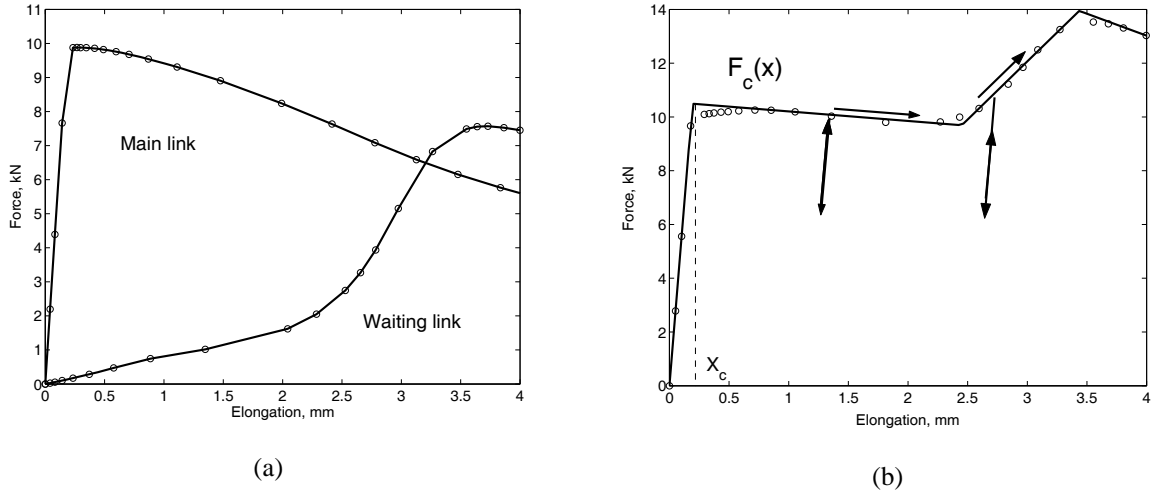 11
10
9
8
7
6
5
4
3
2
1
0
Force, kN
Main link
Waiting link
0 0.5 1 1.5 2 2.5 3 3.5 4
Elongation, mm
(a)
14
12
10
8
6
4
2
0
Force, kN
F_c(x)
X_c
0 0.5 1 1.5 2 2.5 3 3.5 4
Elongation, mm
(b)